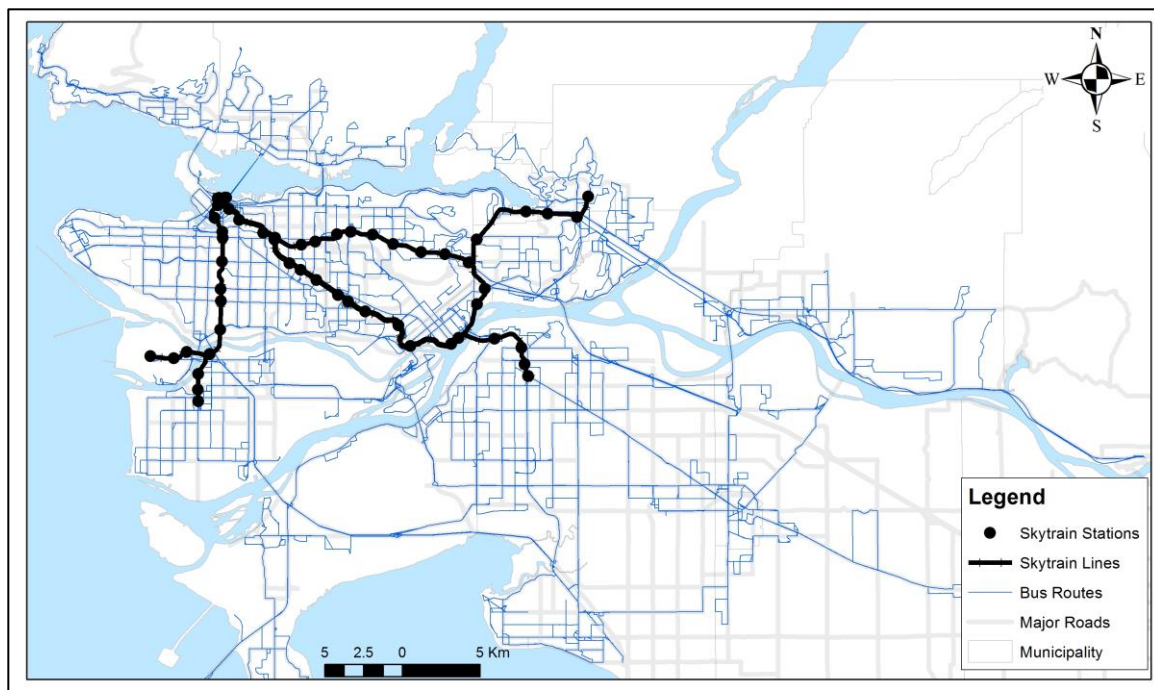 N
W E
S
Legend
Skytrain Stations
Skytrain Lines
Bus Routes
Major Roads
Municipality
5 2.5 0 5 Km